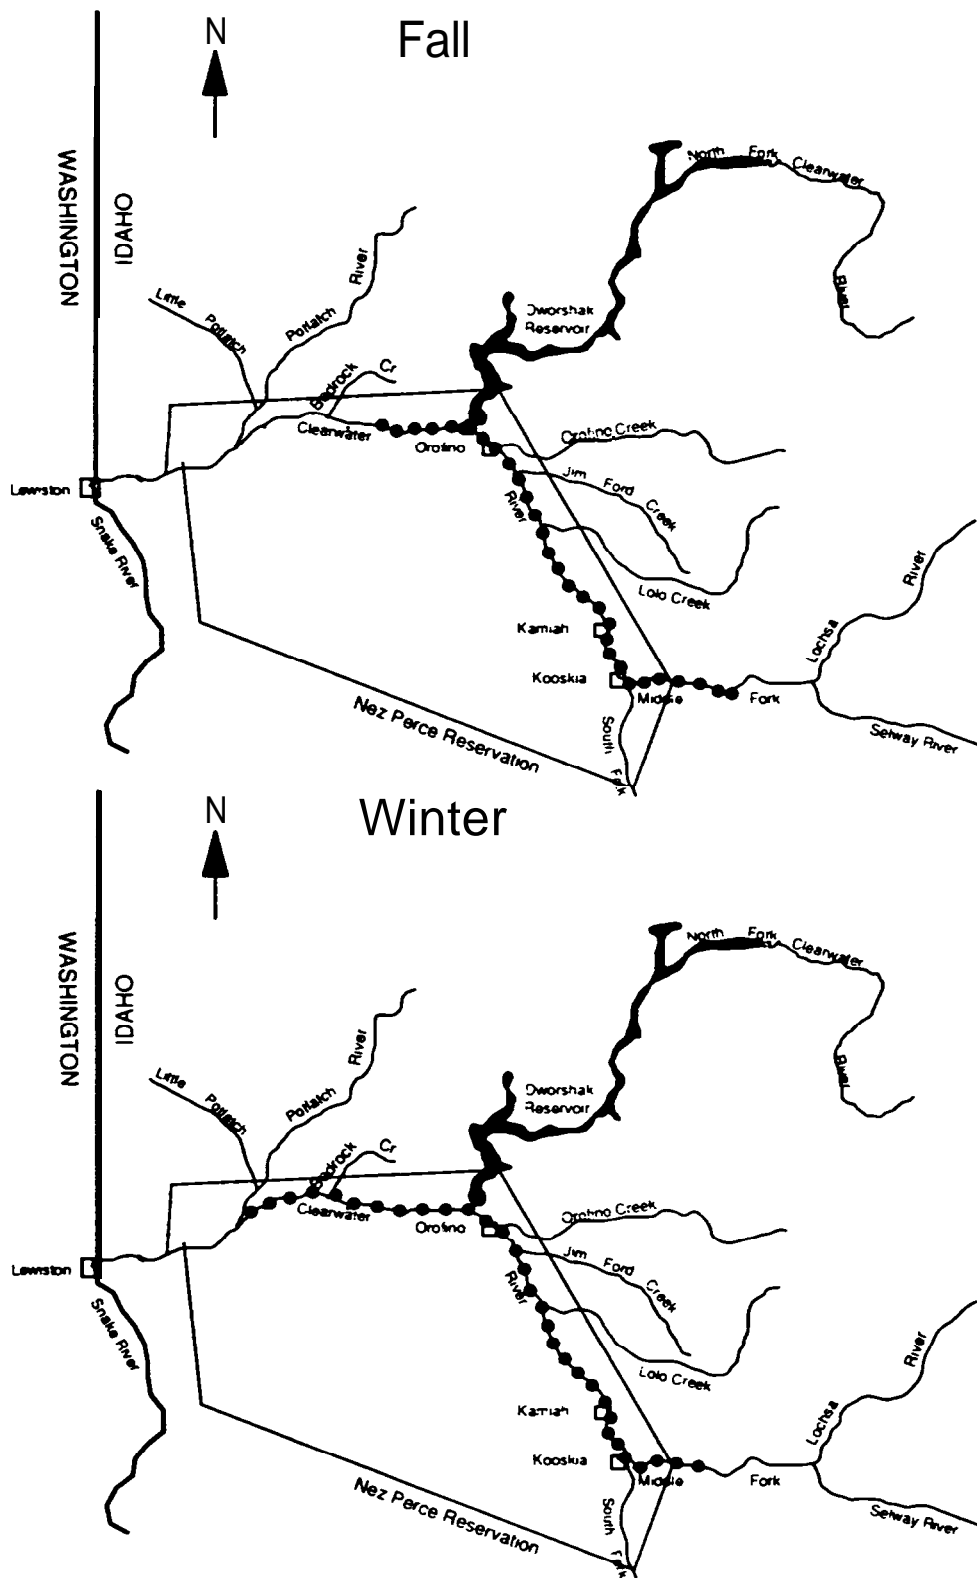 N
Fall
WASHINGTON
IDAHO
North Fork Clearwater
River
Little
Potlatch
Potlatch
River
Dworshak
Reservoir
Bedrock Cr
Clearwater
Orofino
Orofino Creek
Jim Ford Creek
River
Lewiston
Snake River
Lolo Creek
Kamiah
Kooskia
Middle Fork
Lochsa River
Selway River
South
Fork
Nez Perce Reservation
N
Winter
WASHINGTON
IDAHO
North Fork Clearwater
River
Little
Potlatch
Potlatch
River
Dworshak
Reservoir
Bedrock Cr
Clearwater
Orofino
Orofino Creek
Jim Ford Creek
River
Lewiston
Snake River
Lolo Creek
Kamiah
Kooskia
Middle Fork
Lochsa River
Selway River
South
Fork
Nez Perce Reservation